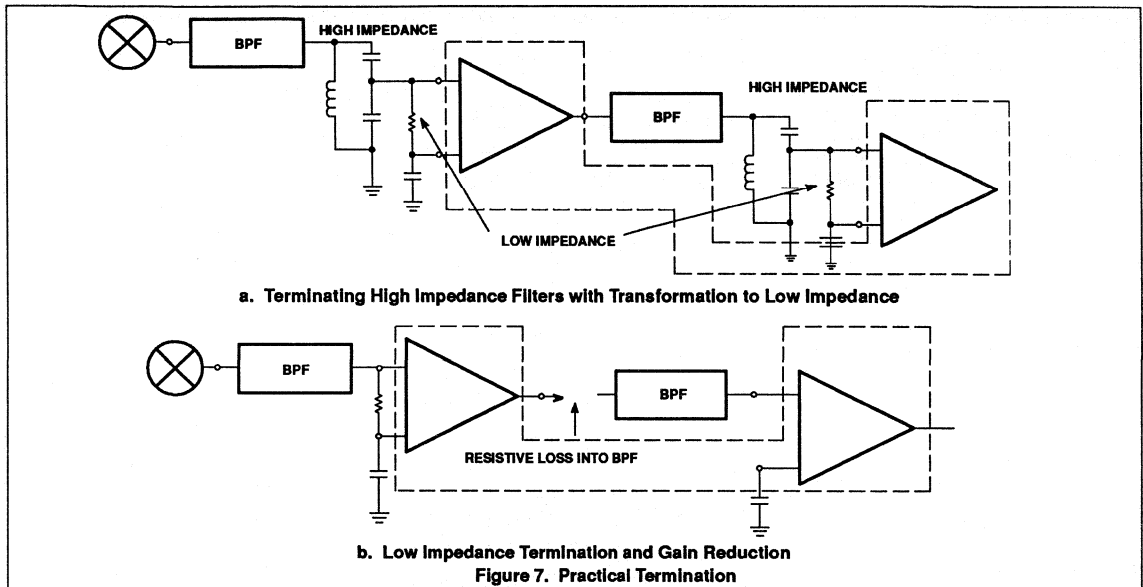 HIGH IMPEDANCE
BPF
BPF
HIGH IMPEDANCE
LOW IMPEDANCE
a. Terminating High Impedance Filters with Transformation to Low Impedance
BPF
BPF
RESISTIVE LOSS INTO BPF
b. Low Impedance Termination and Gain Reduction
Figure 7. Practical Termination